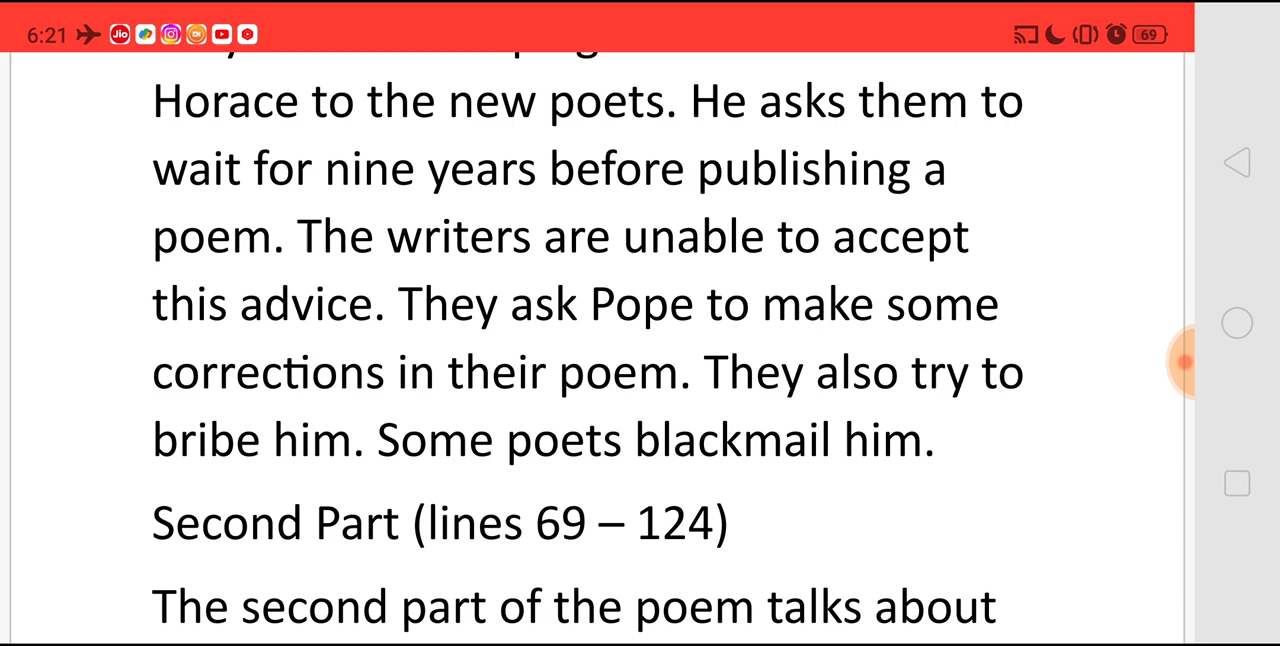 6:21
Jio
69
Horace to the new poets. He asks them to
wait for nine years before publishing a
poem. The writers are unable to accept
this advice. They ask Pope to make some
corrections in their poem. They also try to
bribe him. Some poets blackmail him.
Second Part (lines 69 – 124)
The second part of the poem talks about